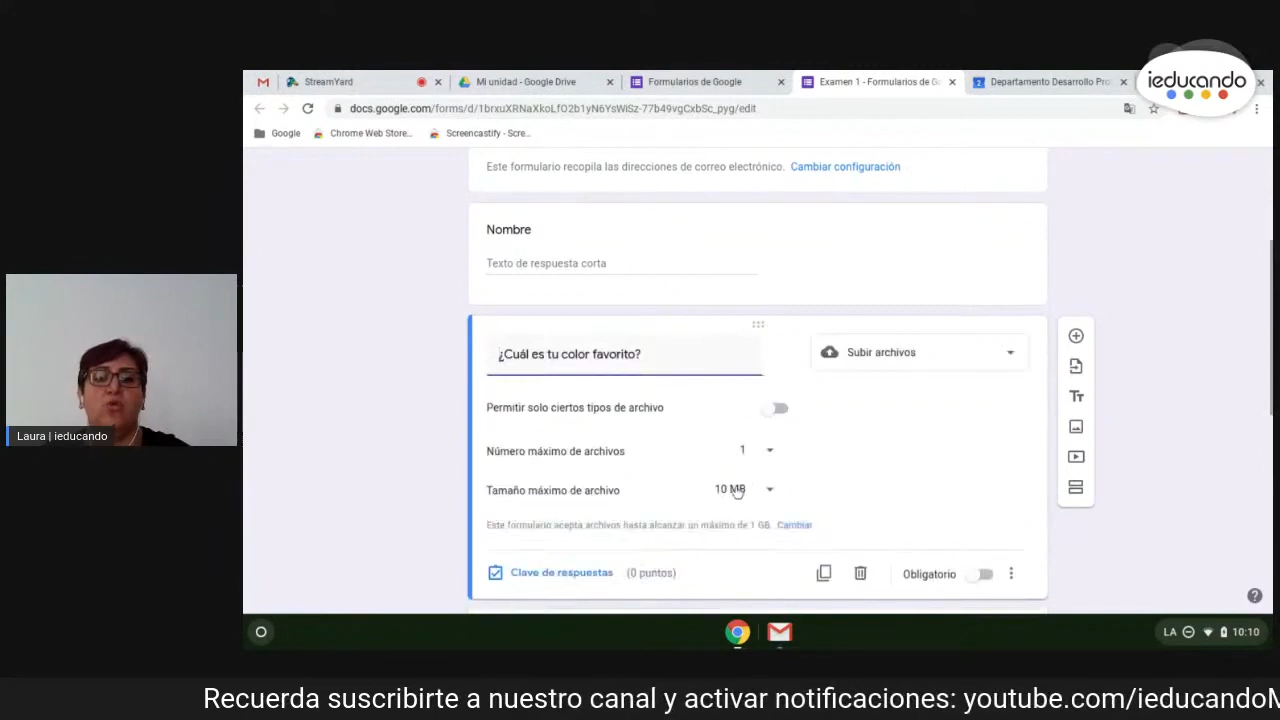 ieducando
StreamYard
Mi unidad - Google Drive
Formularios de Google
Examen 1 - Formularios de G
Departamento Desarrollo Pro
docs.google.com/forms/d/1brxuXRNaXkoLfO2b1yN6YsWiSz-77b49vgCxbSc_pyg/edit
Google
Chrome Web Store...
Screencastify - Scre...
Este formulario recopila las direcciones de correo electrónico. Cambiar configuración
Nombre
Texto de respuesta corta
¿Cuál es tu color favorito?
Subir archivos
Permitir solo ciertos tipos de archivo
Número máximo de archivos 1
Tamaño máximo de archivo 10 MB
Este formulario acepta archivos hasta alcanzar un máximo de 1 GB. Cambiar
Clave de respuestas (0 puntos)
Obligatorio
Laura | ieducando
LA 10:10
Recuerda suscribirte a nuestro canal y activar notificaciones: youtube.com/ieducandoM